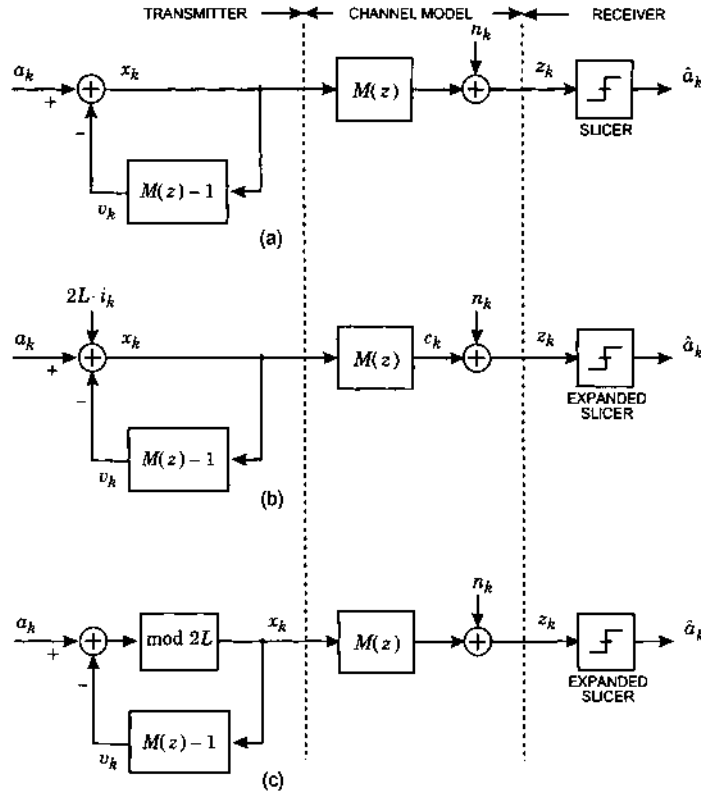 TRANSMITTER CHANNEL MODEL RECEIVER
n_k
a_k x_k M(z) z_k â_k
+
−
SLICER
M(z) − 1
v_k
(a)
2L · i_k n_k
a_k x_k M(z) c_k z_k â_k
+
−
EXPANDED
SLICER
M(z) − 1
v_k
(b)
n_k
a_k mod 2L x_k M(z) z_k â_k
+
−
EXPANDED
SLICER
M(z) − 1
v_k
(c)